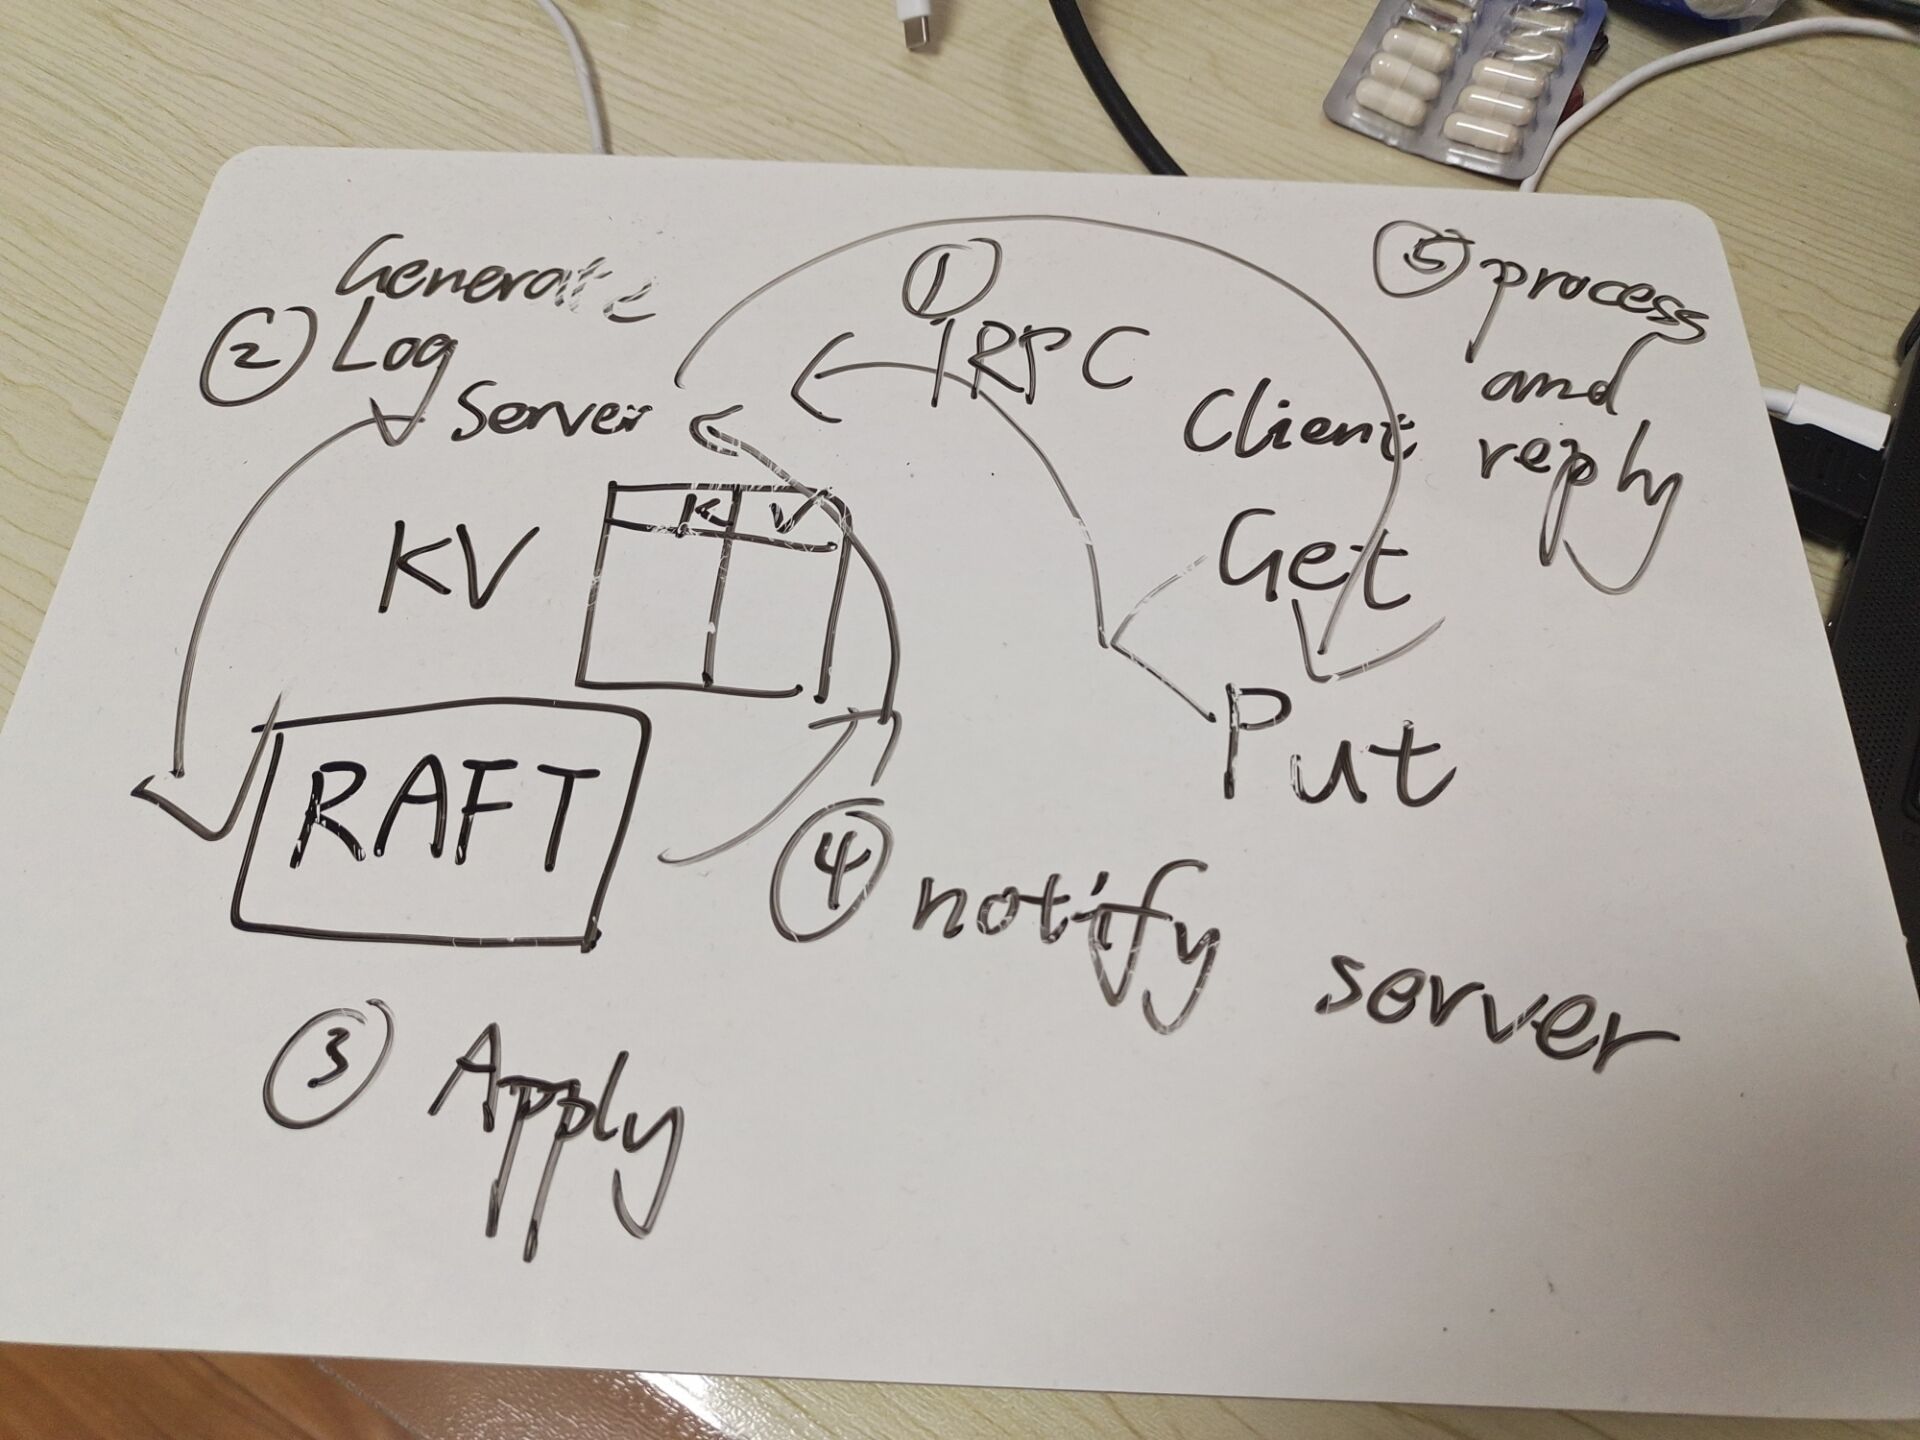 Generate
② Log
Server
①
RPC
⑤ process
and
reply
Client
KV
K V
Get
Put
RAFT
④ notify server
③ Apply